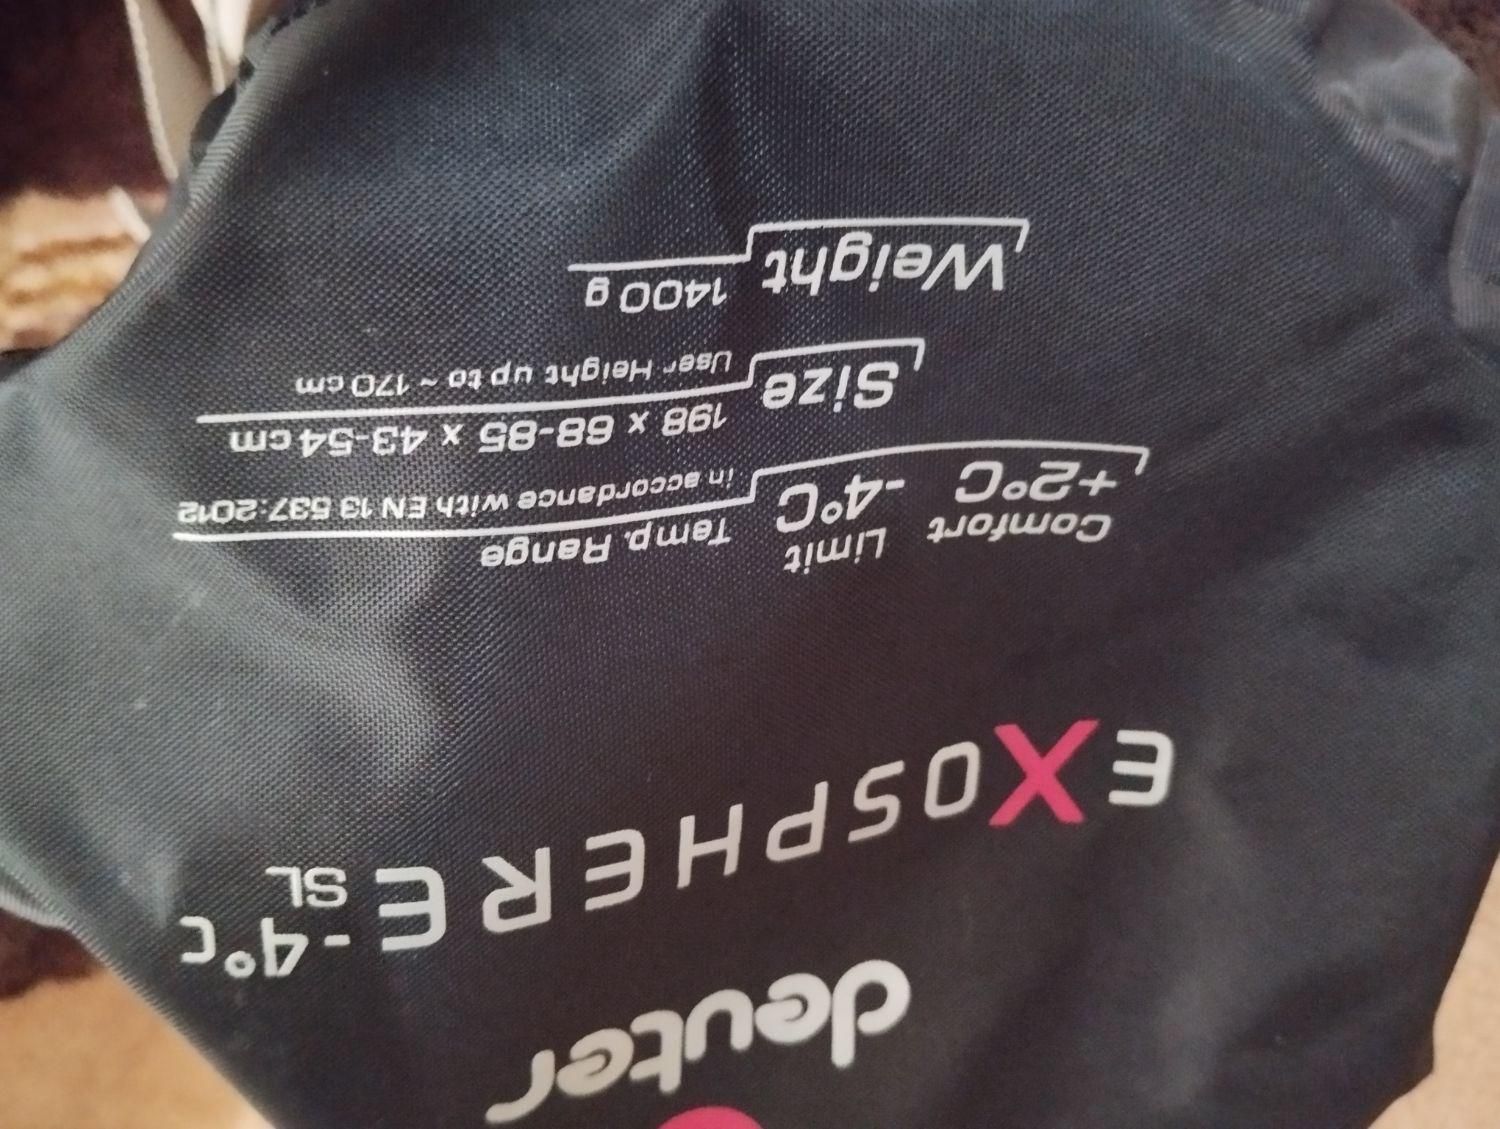 deuter
EXOSPHERE -4°C
SL
Comfort Limit Temp. Range
+2°C -4°C in accordance with EN 13 537:2012
Size 198 x 68-85 x 43-54 cm
User Height up to ~ 170 cm
Weight 1400 g